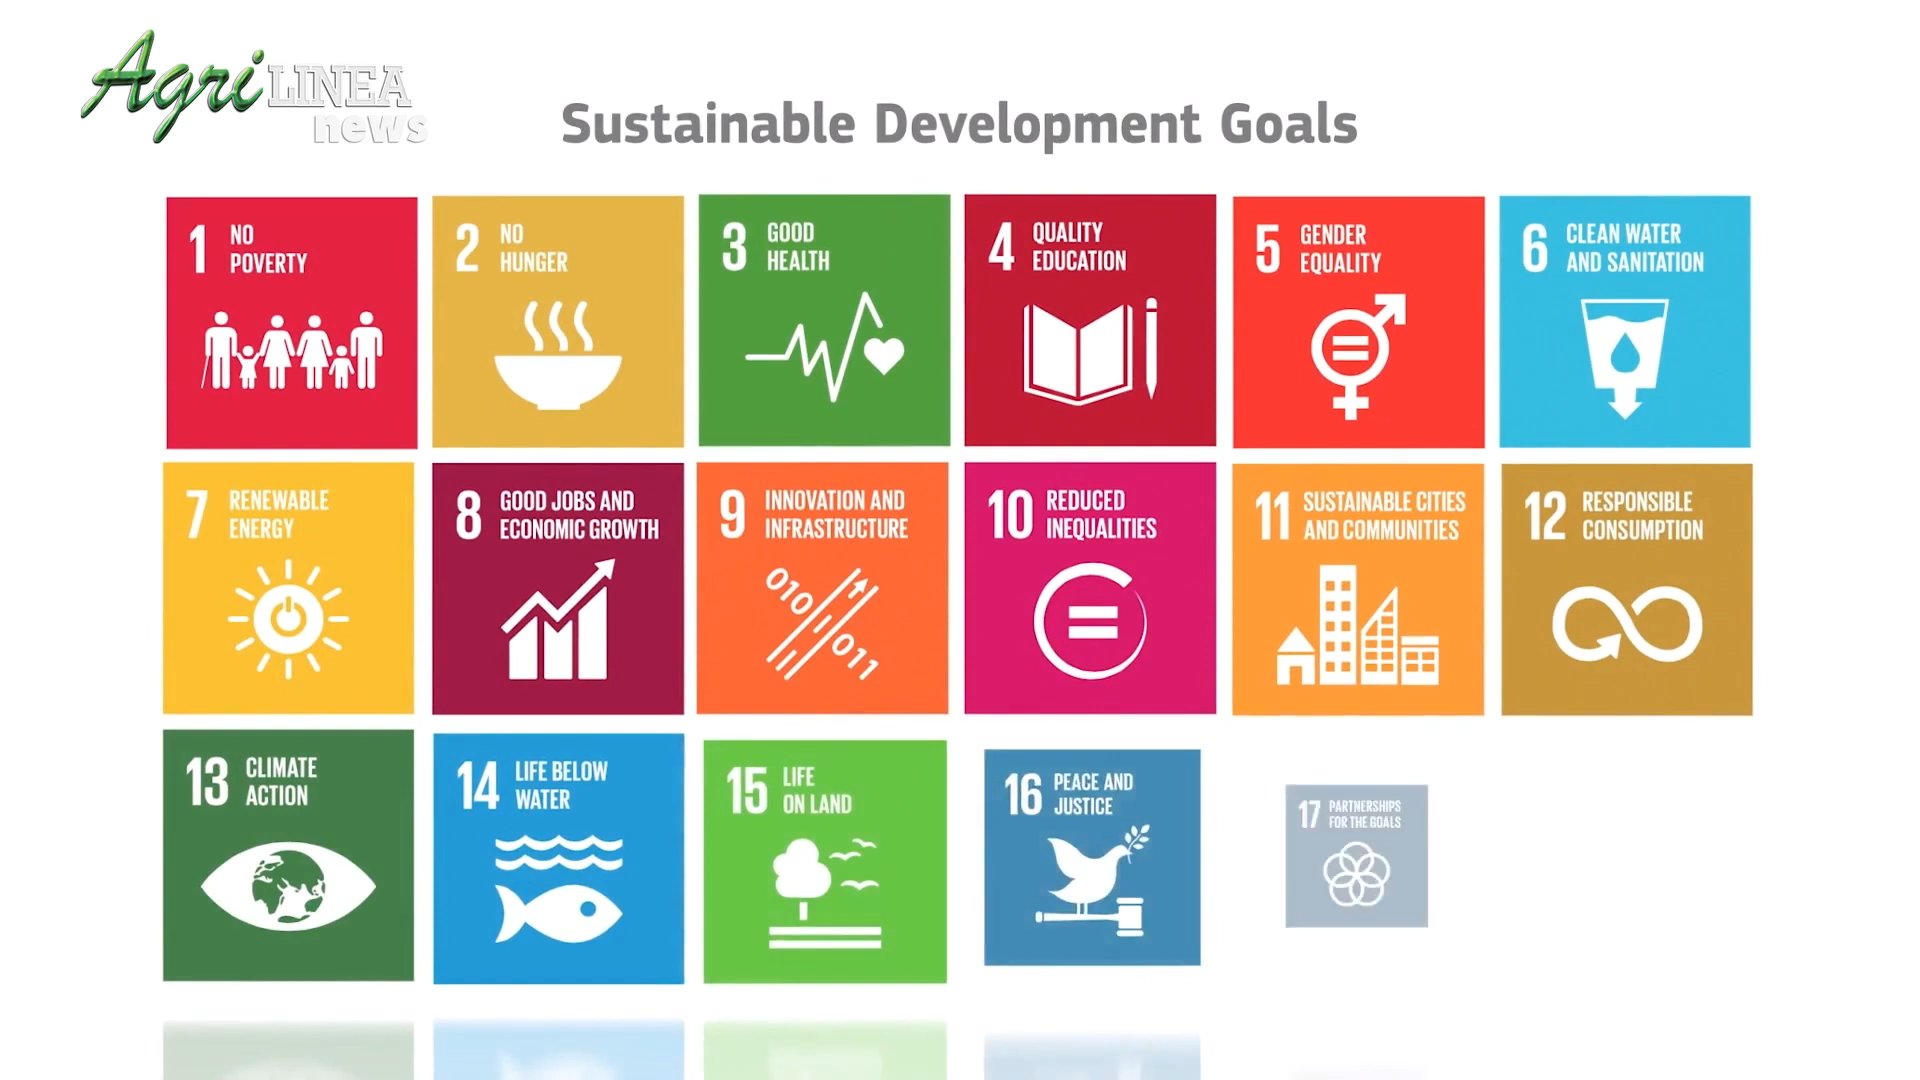 Agri LINEA
news
Sustainable Development Goals
1 NO
POVERTY
2 NO
HUNGER
3 GOOD
HEALTH
4 QUALITY
EDUCATION
5 GENDER
EQUALITY
6 CLEAN WATER
AND SANITATION
7 RENEWABLE
ENERGY
8 GOOD JOBS AND
ECONOMIC GROWTH
9 INNOVATION AND
INFRASTRUCTURE
010
011
10 REDUCED
INEQUALITIES
11 SUSTAINABLE CITIES
AND COMMUNITIES
12 RESPONSIBLE
CONSUMPTION
13 CLIMATE
ACTION
14 LIFE BELOW
WATER
15 LIFE
ON LAND
16 PEACE AND
JUSTICE
17 PARTNERSHIPS
FOR THE GOALS